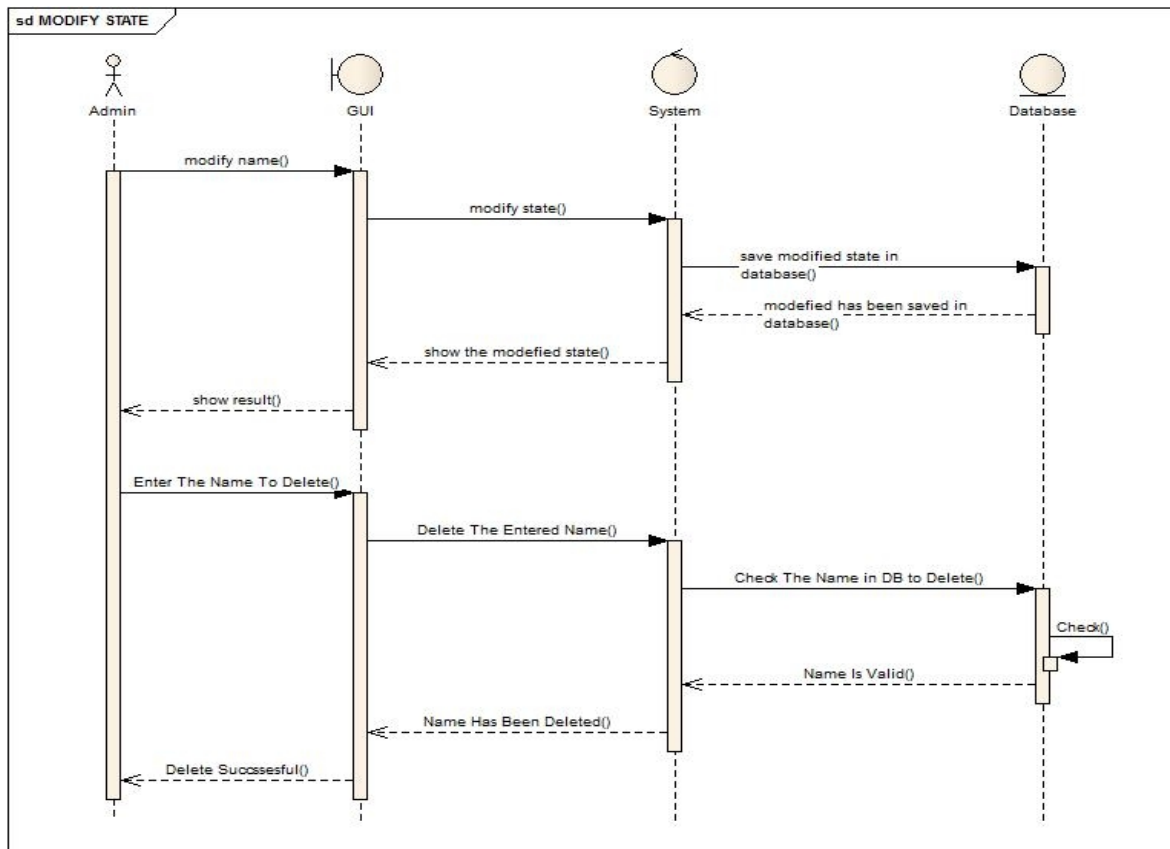 sd MODIFY STATE
Admin
GUI
System
Database
modify name()
modify state()
save modified state in
database()
modefied has been saved in
database()
show the modefied state()
show result()
Enter The Name To Delete()
Delete The Entered Name()
Check The Name in DB to Delete()
Check()
Name Is Valid()
Name Has Been Deleted()
Delete Succssesful()